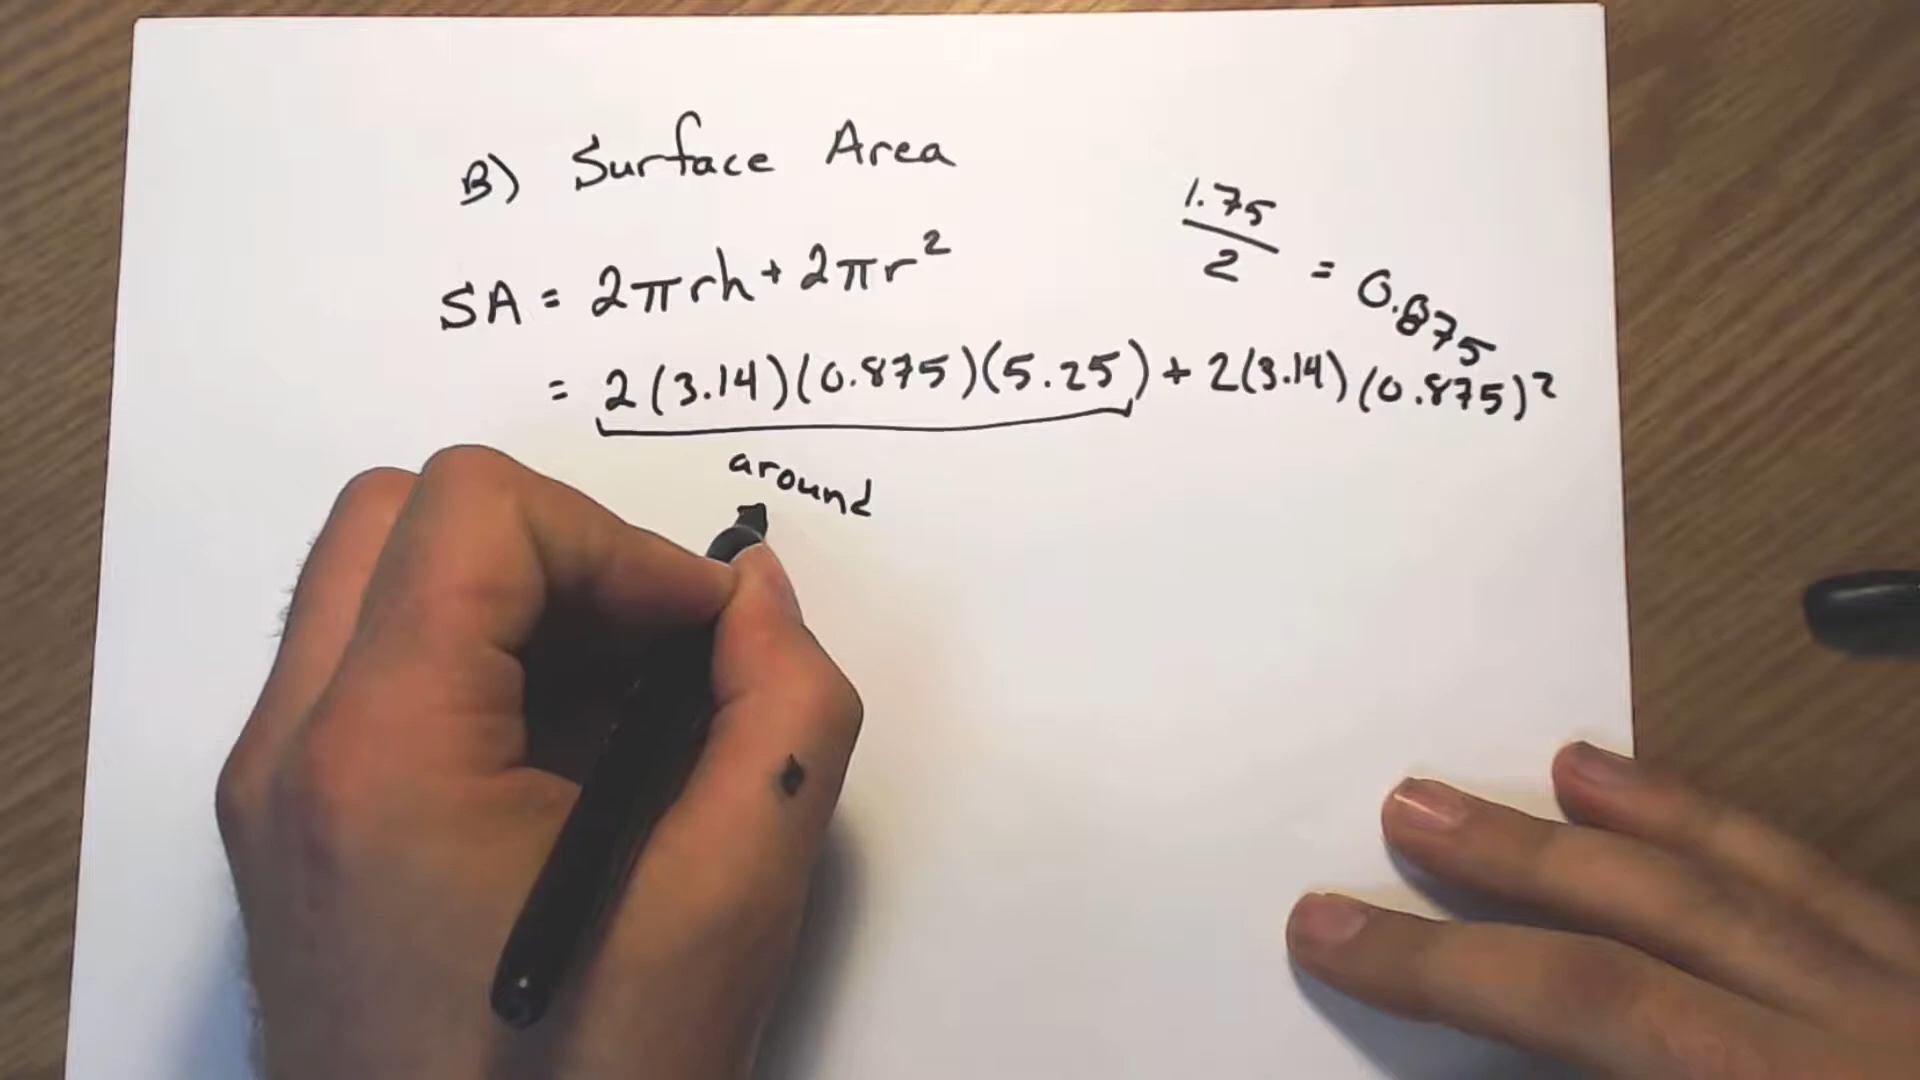 B) Surface Area
1.75
2
= 0.875
SA = 2πrh + 2πr²
= 2(3.14)(0.875)(5.25) + 2(3.14)(0.875)²
around